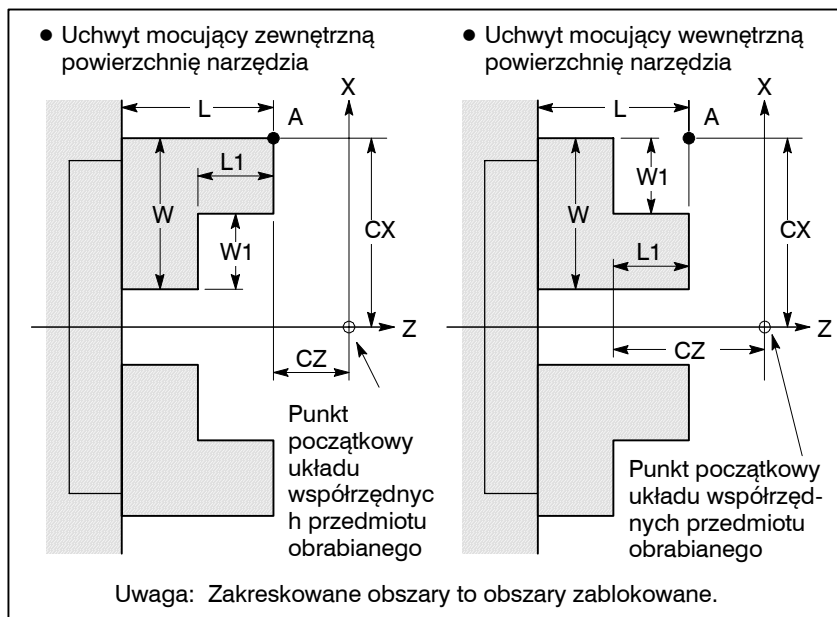 ● Uchwyt mocujący zewnętrzną
powierzchnię narzędzia
L
A
X
L1
W
W1
CX
Z
CZ
Punkt
początkowy
układu
współrzędnyc
h przedmiotu
obrabianego
● Uchwyt mocujący wewnętrzną
powierzchnię narzędzia
X
L
A
W1
W
CX
L1
Z
CZ
Punkt początkowy
układu współrzęd-
nych przedmiotu
obrabianego
Uwaga: Zakreskowane obszary to obszary zablokowane.